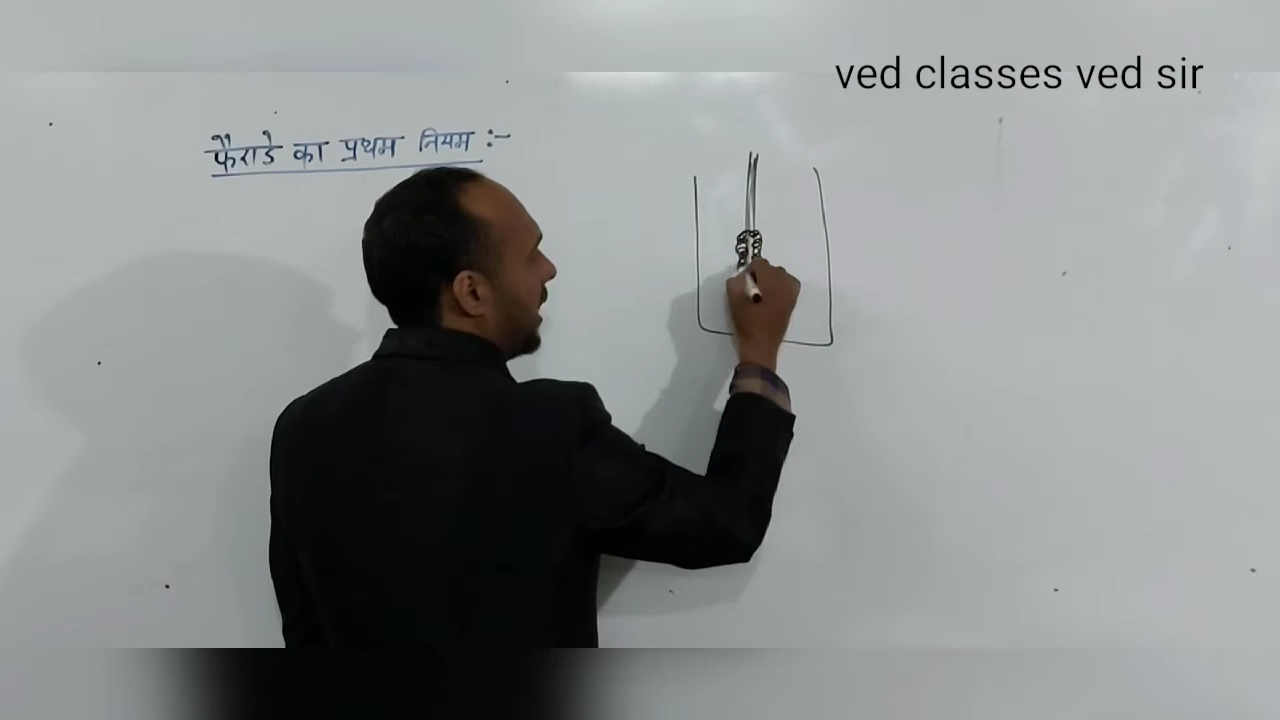 ved classes ved sir
फैराडे का प्रथम नियम :-